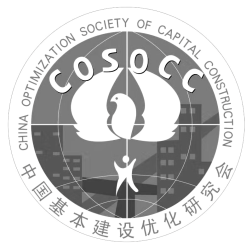 CHINA OPTIMIZATION SOCIETY OF CAPITAL CONSTRUCTION
COSOCC
中国基本建设优化研究会